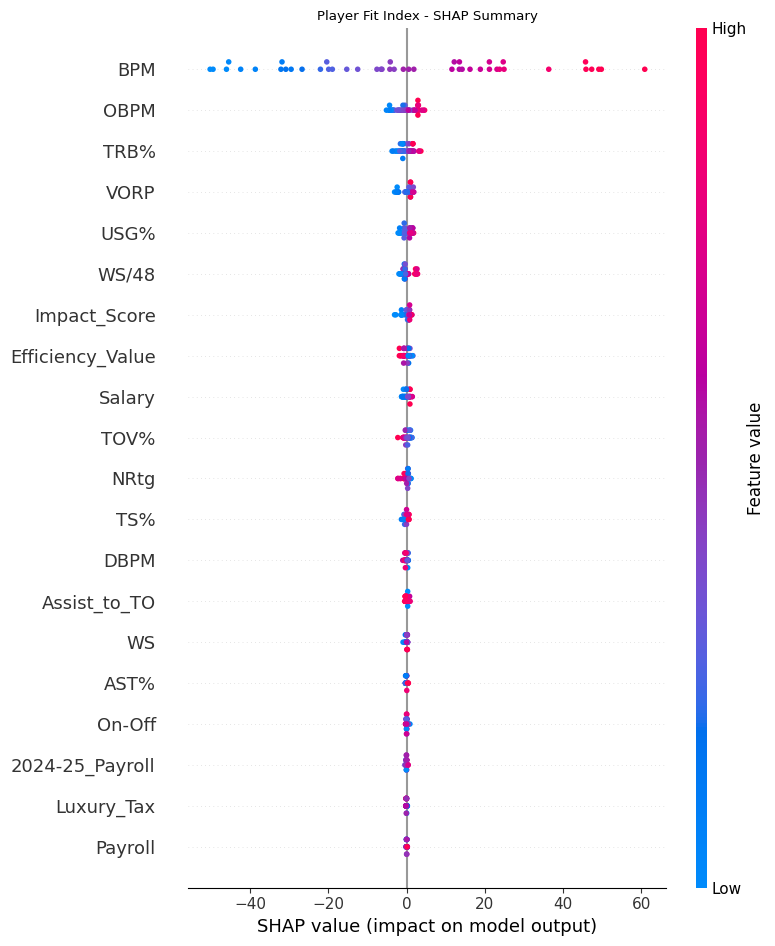 Player Fit Index - SHAP Summary
High
BPM
OBPM
TRB%
VORP
USG%
WS/48
Impact_Score
Efficiency_Value
Salary
TOV%
NRtg
TS%
DBPM
Assist_to_TO
WS
AST%
On-Off
2024-25_Payroll
Luxury_Tax
Payroll
Feature value
Low
−40 −20 0 20 40 60
SHAP value (impact on model output)